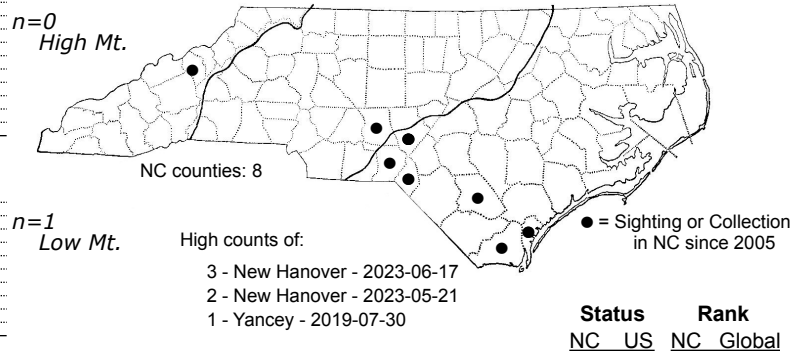 n=0
High Mt.
NC counties: 8
n=1
Low Mt.
High counts of:
3 - New Hanover - 2023-06-17
2 - New Hanover - 2023-05-21
1 - Yancey - 2019-07-30
= Sighting or Collection
in NC since 2005
Status Rank
NC US NC Global